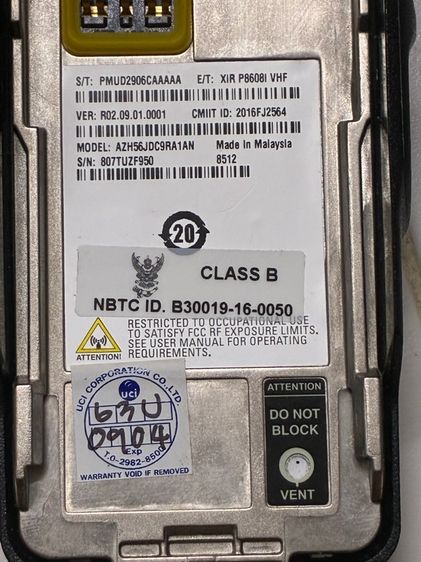 S/T: PMUD2906CAAAAA E/T: XIR P8608I VHF
VER: R02.09.01.0001 CMIIT ID: 2016FJ2564
MODEL: AZH56JDC9RA1AN Made in Malaysia
S/N: 807TUZF950 8512
20
CLASS B
NBTC ID. B30019-16-0050
RESTRICTED TO OCCUPATIONAL USE
TO SATISFY FCC RF EXPOSURE LIMITS.
SEE USER MANUAL FOR OPERATING
REQUIREMENTS.
ATTENTION!
UCI CORPORATION CO.,LTD.
uci
63U
0904
Exp
T.0-2982-8500
WARRANTY VOID IF REMOVED
ATTENTION
DO NOT
BLOCK
VENT